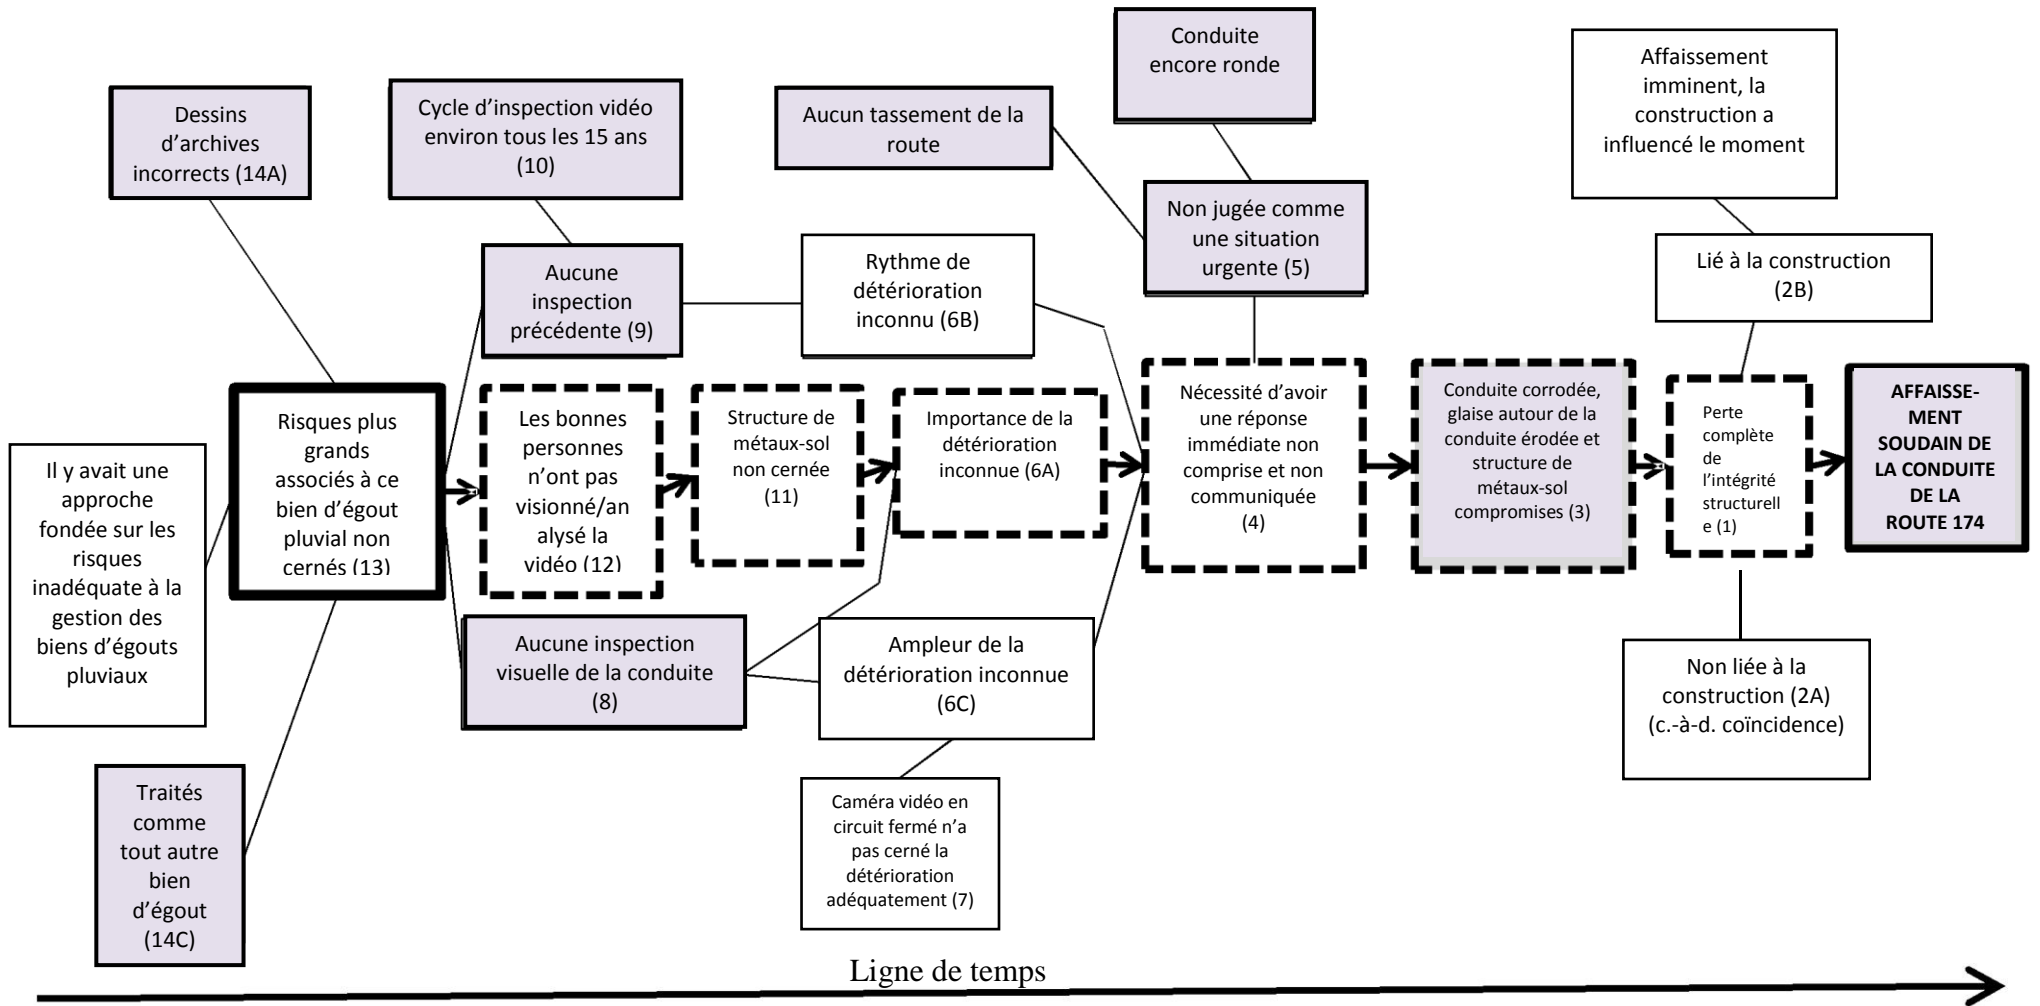 Dessins
d'archives
incorrects (14A)
Cycle d'inspection vidéo
environ tous les 15 ans
(10)
Aucun tassement de la
route
Conduite
encore ronde
Affaissement
imminent, la
construction a
influencé le moment
Non jugée comme
une situation
urgente (5)
Aucune
inspection
précédente (9)
Rythme de
détérioration
inconnu (6B)
Lié à la construction
(2B)
Il y avait une
approche
fondée sur les
risques
inadéquate à la
gestion des
biens d'égouts
pluviaux
Risques plus
grands
associés à ce
bien d'égout
pluvial non
cernés (13)
Les bonnes
personnes
n'ont pas
visionné/an
alysé la
vidéo (12)
Structure de
métaux-sol
non cernée
(11)
Importance de la
détérioration
inconnue (6A)
Nécessité d'avoir
une réponse
immédiate non
comprise et non
communiquée
(4)
Conduite corrodée,
glaise autour de la
conduite érodée et
structure de
métaux-sol
compromises (3)
Perte
complète
de
l'intégrité
structurell
e (1)
AFFAISSE-
MENT
SOUDAIN DE
LA CONDUITE
DE LA
ROUTE 174
Aucune inspection
visuelle de la conduite
(8)
Ampleur de la
détérioration inconnue
(6C)
Non liée à la
construction (2A)
(c.-à-d. coïncidence)
Traités
comme
tout autre
bien
d'égout
(14C)
Caméra vidéo en
circuit fermé n'a
pas cerné la
détérioration
adéquatement (7)
Ligne de temps